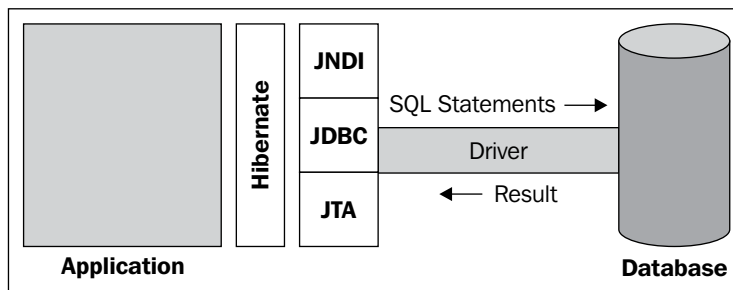 JNDI
SQL Statements
Hibernate
JDBC
Driver
JTA
Result
Application
Database